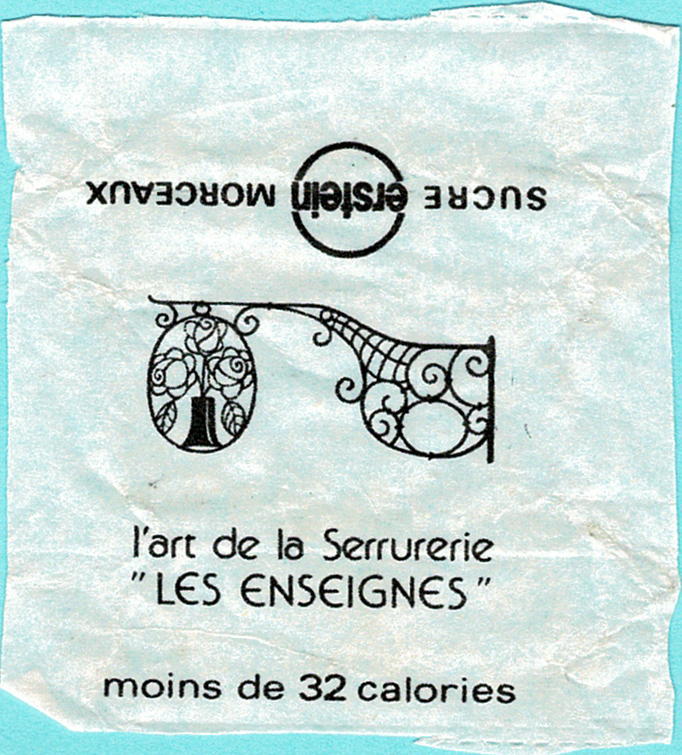 SUCRE erstein MORCEAUX
l'art de la Serrurerie
"LES ENSEIGNES"
moins de 32 calories